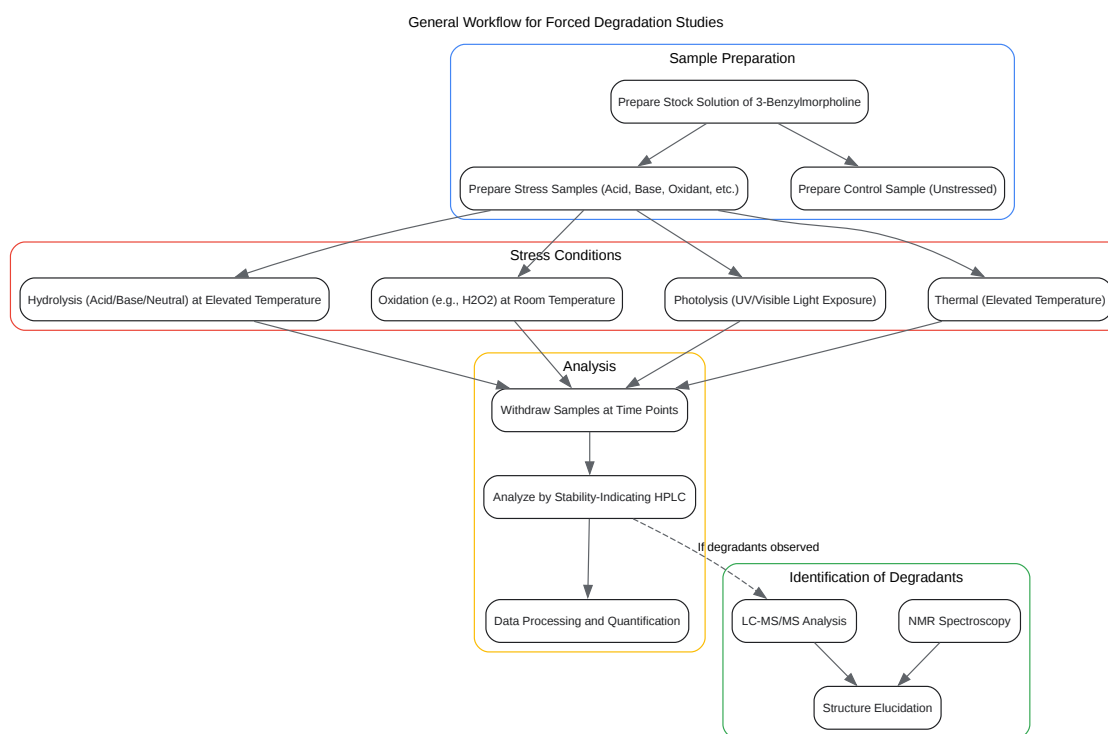 General Workflow for Forced Degradation Studies
Sample Preparation
Prepare Stock Solution of 3-Benzylmorpholine
Prepare Stress Samples (Acid, Base, Oxidant, etc.)
Prepare Control Sample (Unstressed)
Stress Conditions
Hydrolysis (Acid/Base/Neutral) at Elevated Temperature
Oxidation (e.g., H2O2) at Room Temperature
Photolysis (UV/Visible Light Exposure)
Thermal (Elevated Temperature)
Analysis
Withdraw Samples at Time Points
Analyze by Stability-Indicating HPLC
If degradants observed
Identification of Degradants
Data Processing and Quantification
LC-MS/MS Analysis
NMR Spectroscopy
Structure Elucidation